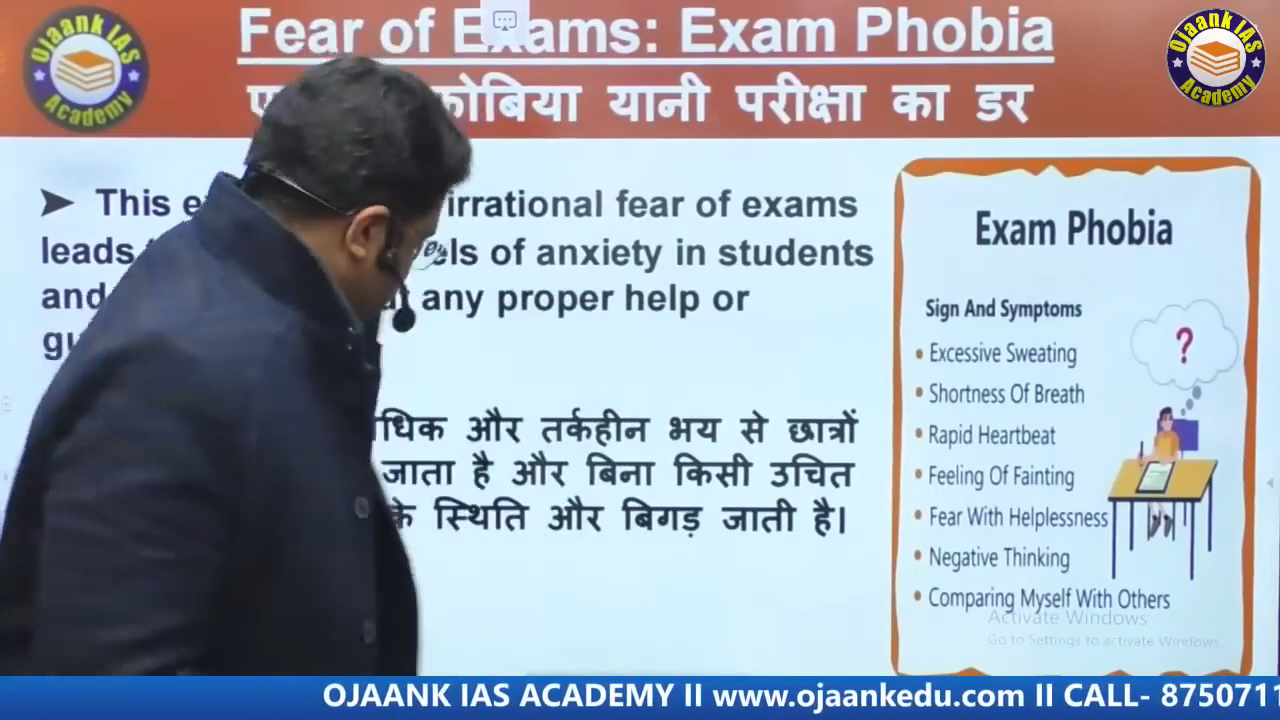 Fear of Exams: Exam Phobia
फोबिया यानी परीक्षा का डर
Ojaank IAS
Academy
Ojaank IAS
Academy
➤ This irrational fear of exams
leads of anxiety in students
and any proper help or
और तर्कहीन भय से छात्रों
जाता है और बिना किसी उचित
स्थिति और बिगड़ जाती है।
Exam Phobia
Sign And Symptoms
• Excessive Sweating
• Shortness Of Breath
• Rapid Heartbeat
• Feeling Of Fainting
• Fear With Helplessness
• Negative Thinking
• Comparing Myself With Others
?
Activate Windows
Go to Settings to activate Windows.
OJAANK IAS ACADEMY II www.ojaankedu.com II CALL- 8750711